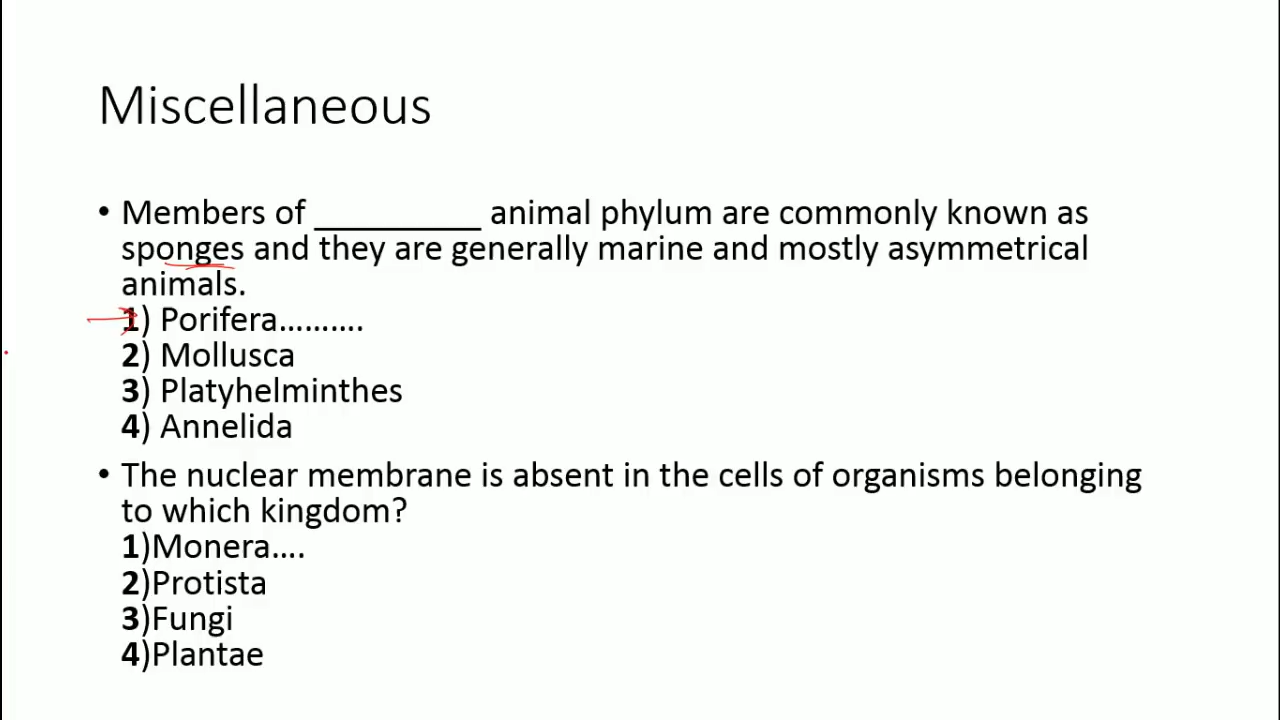 Miscellaneous
• Members of _________ animal phylum are commonly known as
sponges and they are generally marine and mostly asymmetrical
animals.
1) Porifera……….
2) Mollusca
3) Platyhelminthes
4) Annelida
• The nuclear membrane is absent in the cells of organisms belonging
to which kingdom?
1)Monera….
2)Protista
3)Fungi
4)Plantae